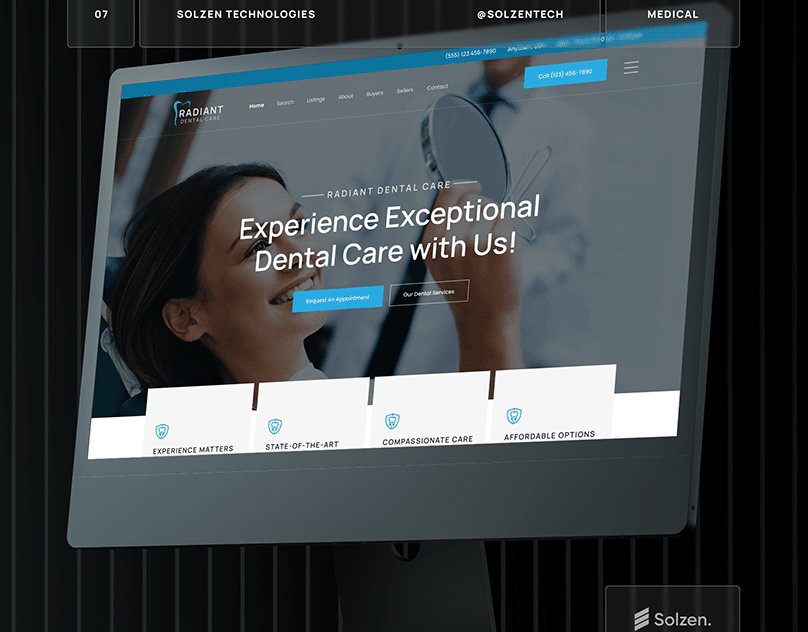 07
SOLZEN TECHNOLOGIES
@SOLZENTECH
MEDICAL
(555) 123 456-7890
RADIANT
DENTAL CARE
Home
Search
Listings
About
Buyers
Sellers
Contact
Call (123) 456-7890
RADIANT DENTAL CARE
Experience Exceptional
Dental Care with Us!
Request An Appointment
Our Dental Services
EXPERIENCE MATTERS
STATE-OF-THE-ART
COMPASSIONATE CARE
AFFORDABLE OPTIONS
Solzen.